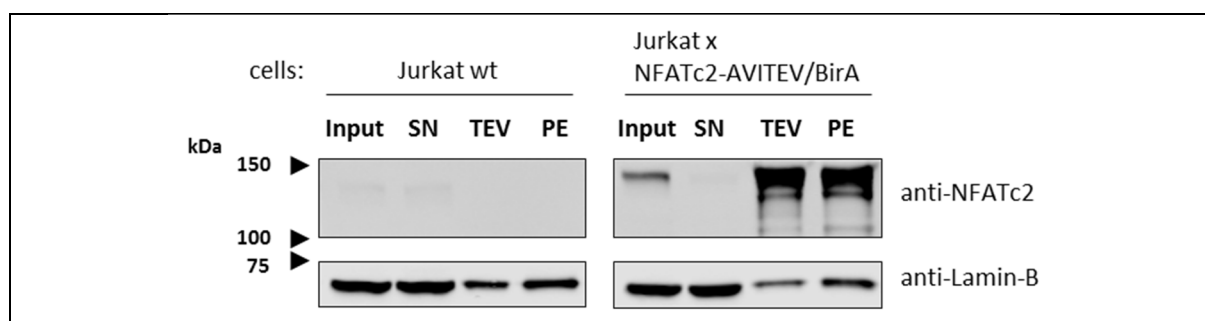 Jurkat x
cells: Jurkat wt NFATc2-AVITEV/BirA
Input SN TEV PE Input SN TEV PE
kDa
150
anti-NFATc2
100
75
anti-Lamin-B